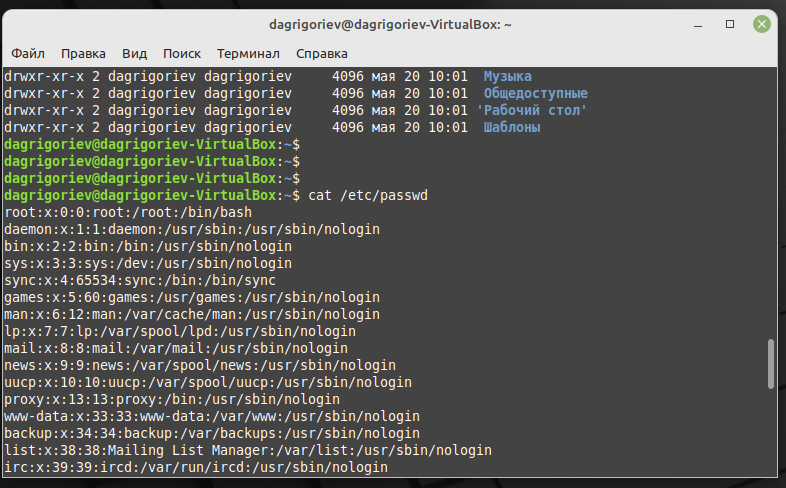 dagrigoriev@dagrigoriev-VirtualBox: ~
Файл Правка Вид Поиск Терминал Справка
drwxr-xr-x 2 dagrigoriev dagrigoriev     4096 мая 20 10:01  Музыка
drwxr-xr-x 2 dagrigoriev dagrigoriev     4096 мая 20 10:01  Общедоступные
drwxr-xr-x 2 dagrigoriev dagrigoriev     4096 мая 20 10:01 'Рабочий стол'
drwxr-xr-x 2 dagrigoriev dagrigoriev     4096 мая 20 10:01  Шаблоны
dagrigoriev@dagrigoriev-VirtualBox:~$
dagrigoriev@dagrigoriev-VirtualBox:~$
dagrigoriev@dagrigoriev-VirtualBox:~$
dagrigoriev@dagrigoriev-VirtualBox:~$ cat /etc/passwd
root:x:0:0:root:/root:/bin/bash
daemon:x:1:1:daemon:/usr/sbin:/usr/sbin/nologin
bin:x:2:2:bin:/bin:/usr/sbin/nologin
sys:x:3:3:sys:/dev:/usr/sbin/nologin
sync:x:4:65534:sync:/bin:/bin/sync
games:x:5:60:games:/usr/games:/usr/sbin/nologin
man:x:6:12:man:/var/cache/man:/usr/sbin/nologin
lp:x:7:7:lp:/var/spool/lpd:/usr/sbin/nologin
mail:x:8:8:mail:/var/mail:/usr/sbin/nologin
news:x:9:9:news:/var/spool/news:/usr/sbin/nologin
uucp:x:10:10:uucp:/var/spool/uucp:/usr/sbin/nologin
proxy:x:13:13:proxy:/bin:/usr/sbin/nologin
www-data:x:33:33:www-data:/var/www:/usr/sbin/nologin
backup:x:34:34:backup:/var/backups:/usr/sbin/nologin
list:x:38:38:Mailing List Manager:/var/list:/usr/sbin/nologin
irc:x:39:39:ircd:/var/run/ircd:/usr/sbin/nologin